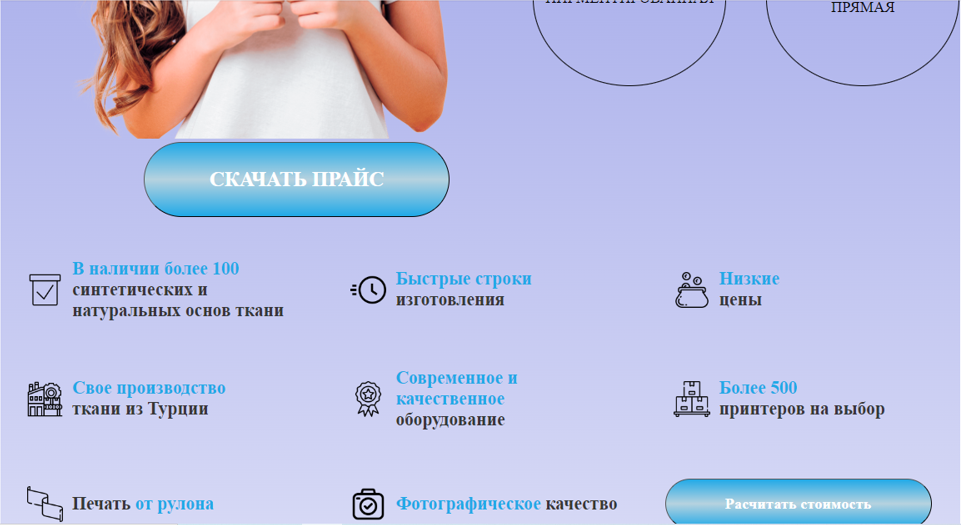 ПИГМЕНТИРОВАННАЯ
ПРЯМАЯ
СКАЧАТЬ ПРАЙС
В наличии более 100
синтетических и
натуральных основ ткани
Быстрые строки
изготовления
Низкие
цены
Свое производство
ткани из Турции
Современное и
качественное
оборудование
Более 500
принтеров на выбор
Печать от рулона
Фотографическое качество
Расчитать стоимость